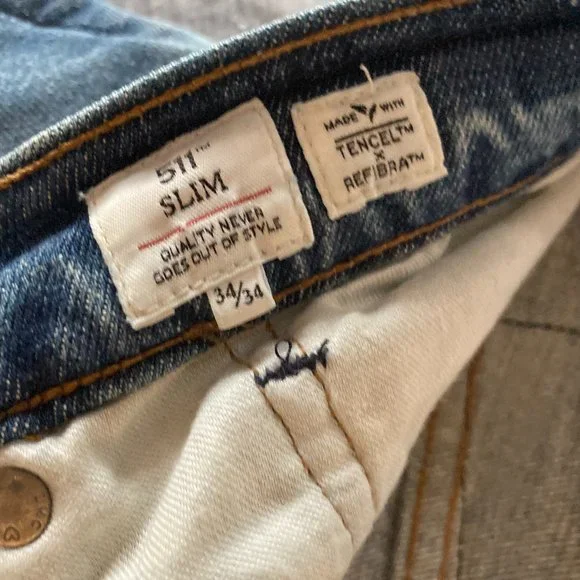 511™
SLIM
QUALITY NEVER
GOES OUT OF STYLE
34/34
MADE WITH
TENCEL™
X
REFIBRA™